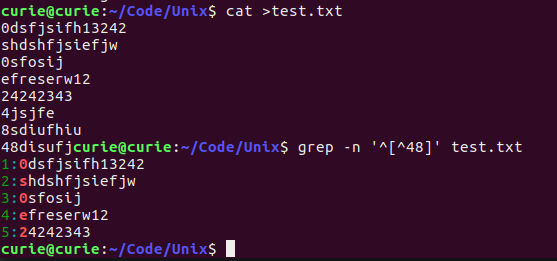 curie@curie:~/Code/Unix$ cat >test.txt
0dsfjsifh13242
shdshfjsiefjw
0sfosij
efreserw12
24242343
4jsjfe
8sdiufhiu
48disufjcurie@curie:~/Code/Unix$ grep -n '^[^48]' test.txt
1:0dsfjsifh13242
2:shdshfjsiefjw
3:0sfosij
4:efreserw12
5:24242343
curie@curie:~/Code/Unix$